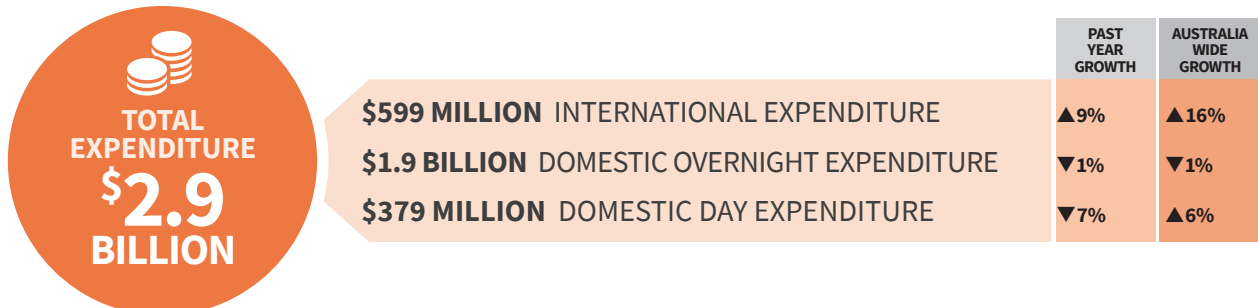 TOTAL
EXPENDITURE
$2.9
BILLION
PAST
YEAR
GROWTH
AUSTRALIA
WIDE
GROWTH
$599 MILLION INTERNATIONAL EXPENDITURE ▲9% ▲16%
$1.9 BILLION DOMESTIC OVERNIGHT EXPENDITURE ▼1% ▼1%
$379 MILLION DOMESTIC DAY EXPENDITURE ▼7% ▲6%